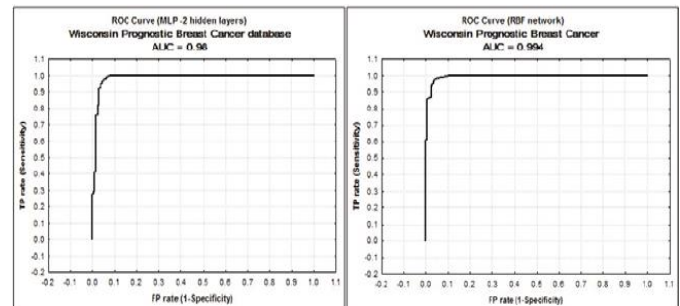 ROC Curve (MLP -2 hidden layers)
Wisconsin Prognostic Breast Cancer database
AUC = 0.98
TP rate (Sensitivity)
1.1
1.0
0.9
0.8
0.7
0.6
0.5
0.4
0.3
0.2
0.1
0.0
-0.1
-0.2
-0.2 -0.1 0.0 0.1 0.2 0.3 0.4 0.5 0.6 0.7 0.8 0.9 1.0 1.1
FP rate (1-Specificity)
ROC Curve (RBF network)
Wisconsin Prognostic Breast Cancer
AUC = 0.994
TP rate (Sensitivity)
1.1
1.0
0.9
0.8
0.7
0.6
0.5
0.4
0.3
0.2
0.1
0.0
-0.1
-0.2
-0.2 -0.1 0.0 0.1 0.2 0.3 0.4 0.5 0.6 0.7 0.8 0.9 1.0 1.1
FP rate (1-Specificity)